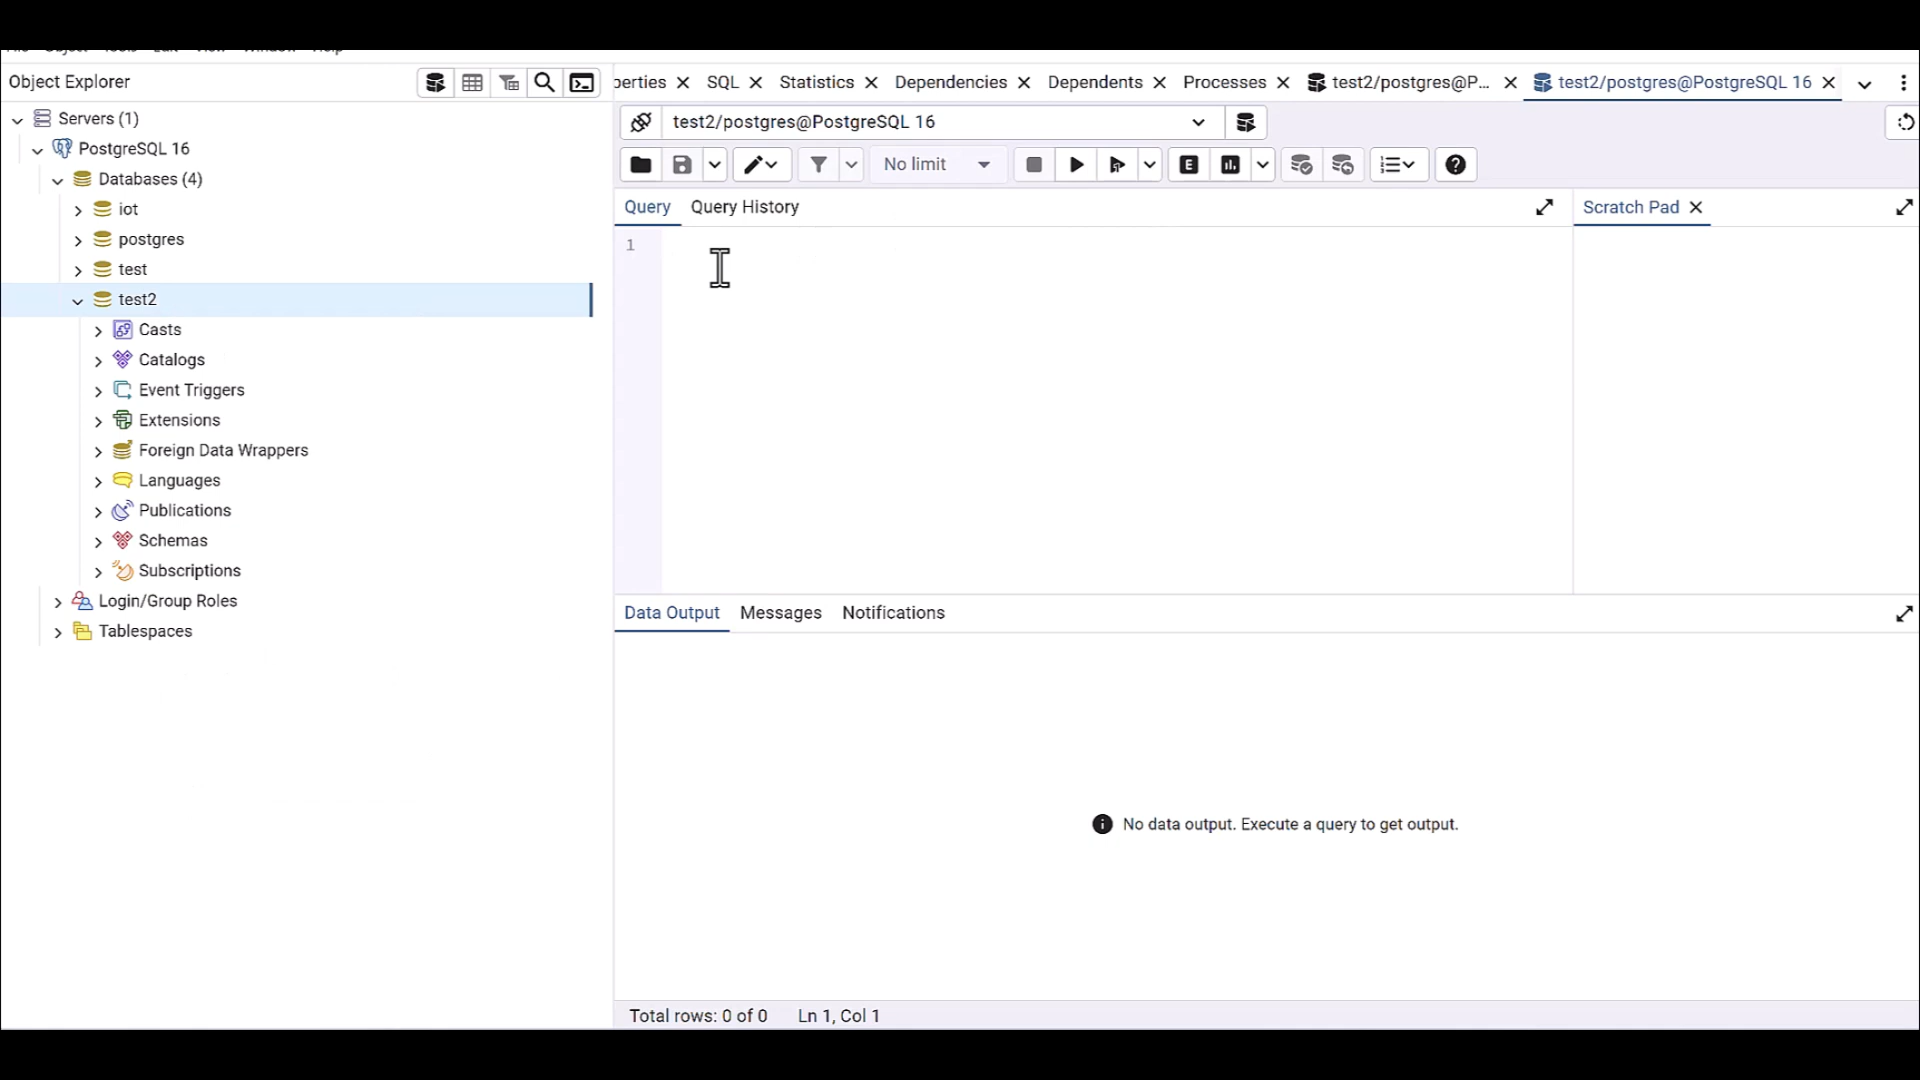 Object Explorer
perties SQL Statistics Dependencies Dependents Processes test2/postgres@P... test2/postgres@PostgreSQL 16
Servers (1)
PostgreSQL 16
Databases (4)
iot
postgres
test
test2
Casts
Catalogs
Event Triggers
Extensions
Foreign Data Wrappers
Languages
Publications
Schemas
Subscriptions
Login/Group Roles
Tablespaces
test2/postgres@PostgreSQL 16
No limit
E
Query Query History
Scratch Pad
1
Data Output Messages Notifications
No data output. Execute a query to get output.
Total rows: 0 of 0 Ln 1, Col 1